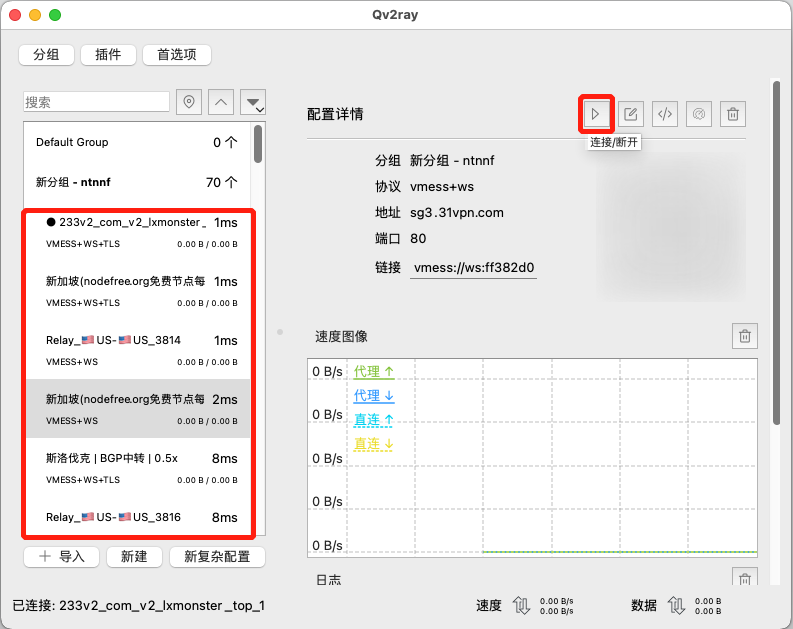 Qv2ray
分组 插件 首选项
搜索
Default Group 0 个
新分组 - ntnnf 70 个
● 233v2_com_v2_lxmonster_ 1ms
VMESS+WS+TLS 0.00 B / 0.00 B
新加坡(nodefree.org免费节点每 1ms
VMESS+WS+TLS 0.00 B / 0.00 B
Relay_🇺🇸US-🇺🇸US_3814 1ms
VMESS+WS 0.00 B / 0.00 B
新加坡(nodefree.org免费节点每 2ms
VMESS+WS 0.00 B / 0.00 B
斯洛伐克 | BGP中转 | 0.5x 8ms
VMESS+WS+TLS 0.00 B / 0.00 B
Relay_🇺🇸US-🇺🇸US_3816 8ms
导入 新建 新复杂配置
配置详情
连接/断开
分组 新分组 - ntnnf
协议 vmess+ws
地址 sg3.31vpn.com
端口 80
链接 vmess://ws:ff382d0
速度图像
0 B/s 代理 ↑
代理 ↓
0 B/s 直连 ↑
直连 ↓
0 B/s
0 B/s
0 B/s
日志
已连接: 233v2_com_v2_lxmonster_top_1
速度 0.00 B/s
0.00 B/s
数据 0.00 B
0.00 B